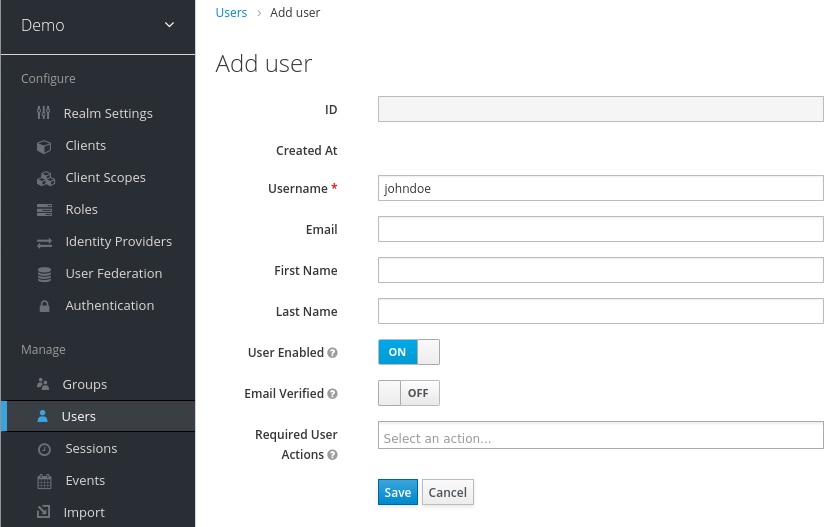 Demo
Configure
Realm Settings
Clients
Client Scopes
Roles
Identity Providers
User Federation
Authentication
Manage
Groups
Users
Sessions
Events
Import
Users › Add user
Add user
ID
Created At
Username * johndoe
Email
First Name
Last Name
User Enabled ? ON
Email Verified ? OFF
Required User
Actions ?
Select an action...
Save Cancel